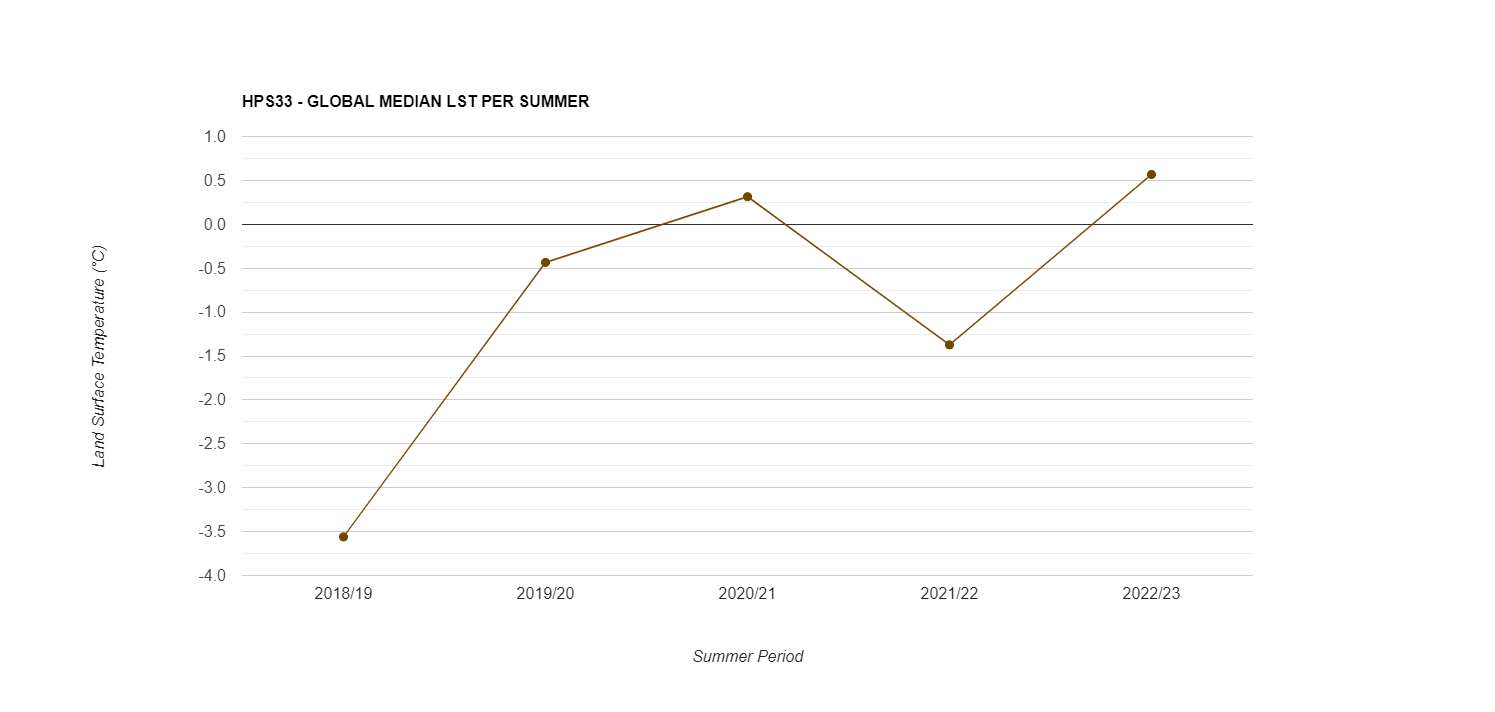 HPS33 - GLOBAL MEDIAN LST PER SUMMER
1.0
0.5
0.0
-0.5
-1.0
-1.5
-2.0
-2.5
-3.0
-3.5
-4.0
Land Surface Temperature (°C)
2018/19 2019/20 2020/21 2021/22 2022/23
Summer Period